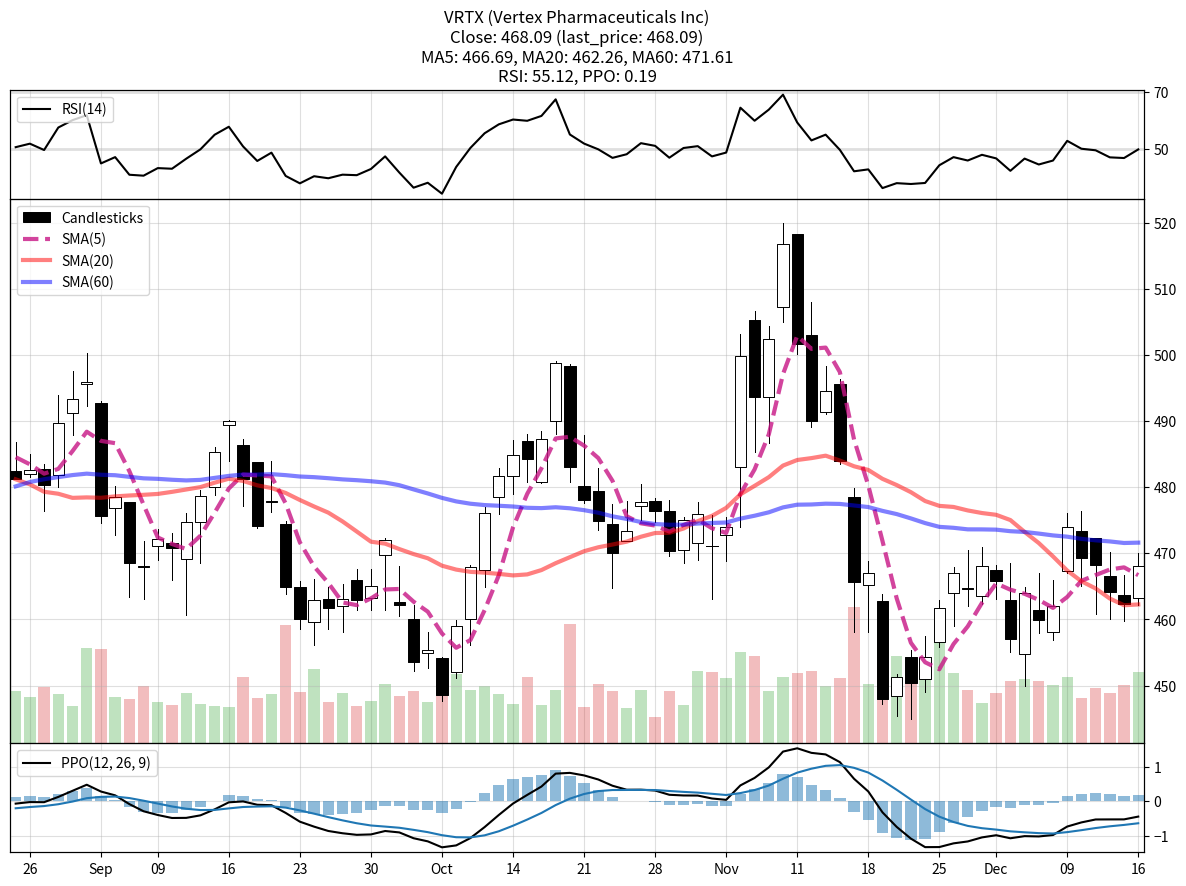 VRTX (Vertex Pharmaceuticals Inc)
Close: 468.09 (last_price: 468.09)
MA5: 466.69, MA20: 462.26, MA60: 471.61
RSI: 55.12, PPO: 0.19
RSI(14)
70
50
Candlesticks
SMA(5)
SMA(20)
SMA(60)
520
510
500
490
480
470
460
450
PPO(12, 26, 9)
1
0
−1
26 Sep 09 16 23 30 Oct 14 21 28 Nov 11 18 25 Dec 09 16